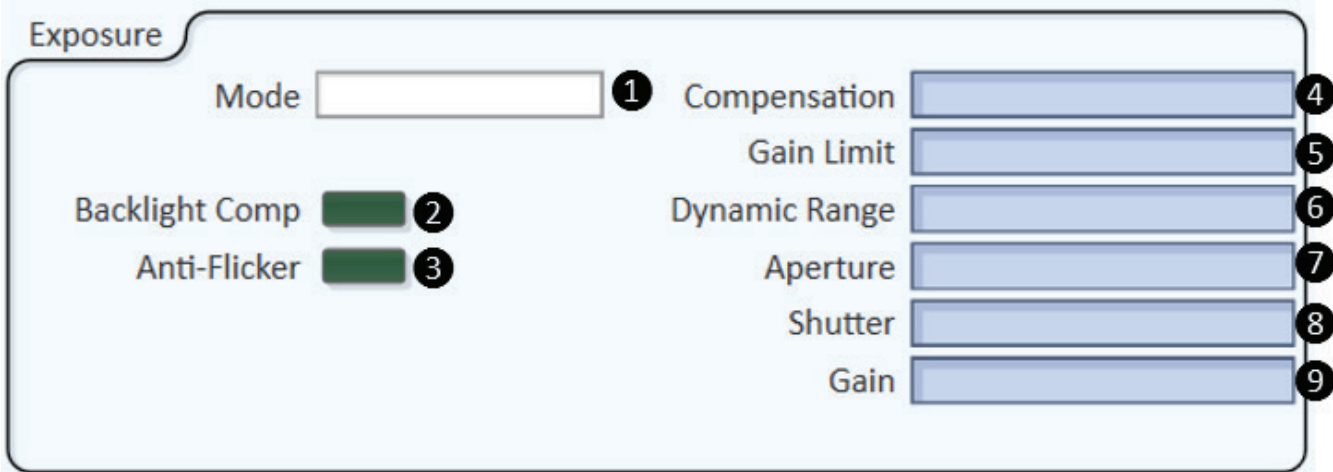 Exposure
Mode 1 Compensation 4
Gain Limit 5
Backlight Comp 2 Dynamic Range 6
Anti-Flicker 3 Aperture 7
Shutter 8
Gain 9